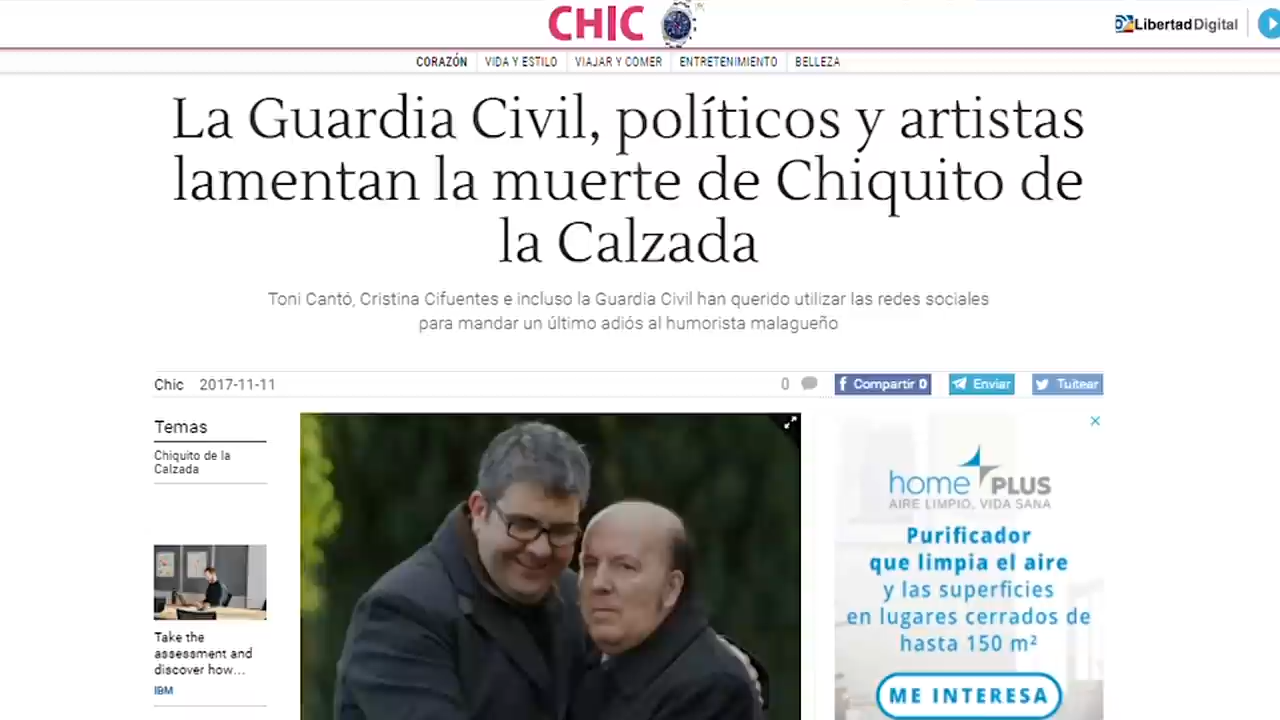 CHIC
LibertadDigital
CORAZÓN
VIDA Y ESTILO
VIAJAR Y COMER
ENTRETENIMIENTO
BELLEZA
La Guardia Civil, políticos y artistas
lamentan la muerte de Chiquito de
la Calzada
Toni Cantó, Cristina Cifuentes e incluso la Guardia Civil han querido utilizar las redes sociales
para mandar un último adiós al humorista malagueño
Chic 2017-11-11
0
Compartir 0
Enviar
Tuitear
Temas
Chiquito de la
Calzada
Take the
assessment and
discover how...
IBM
home PLUS
AIRE LIMPIO, VIDA SANA
Purificador
que limpia el aire
y las superficies
en lugares cerrados de
hasta 150 m²
ME INTERESA